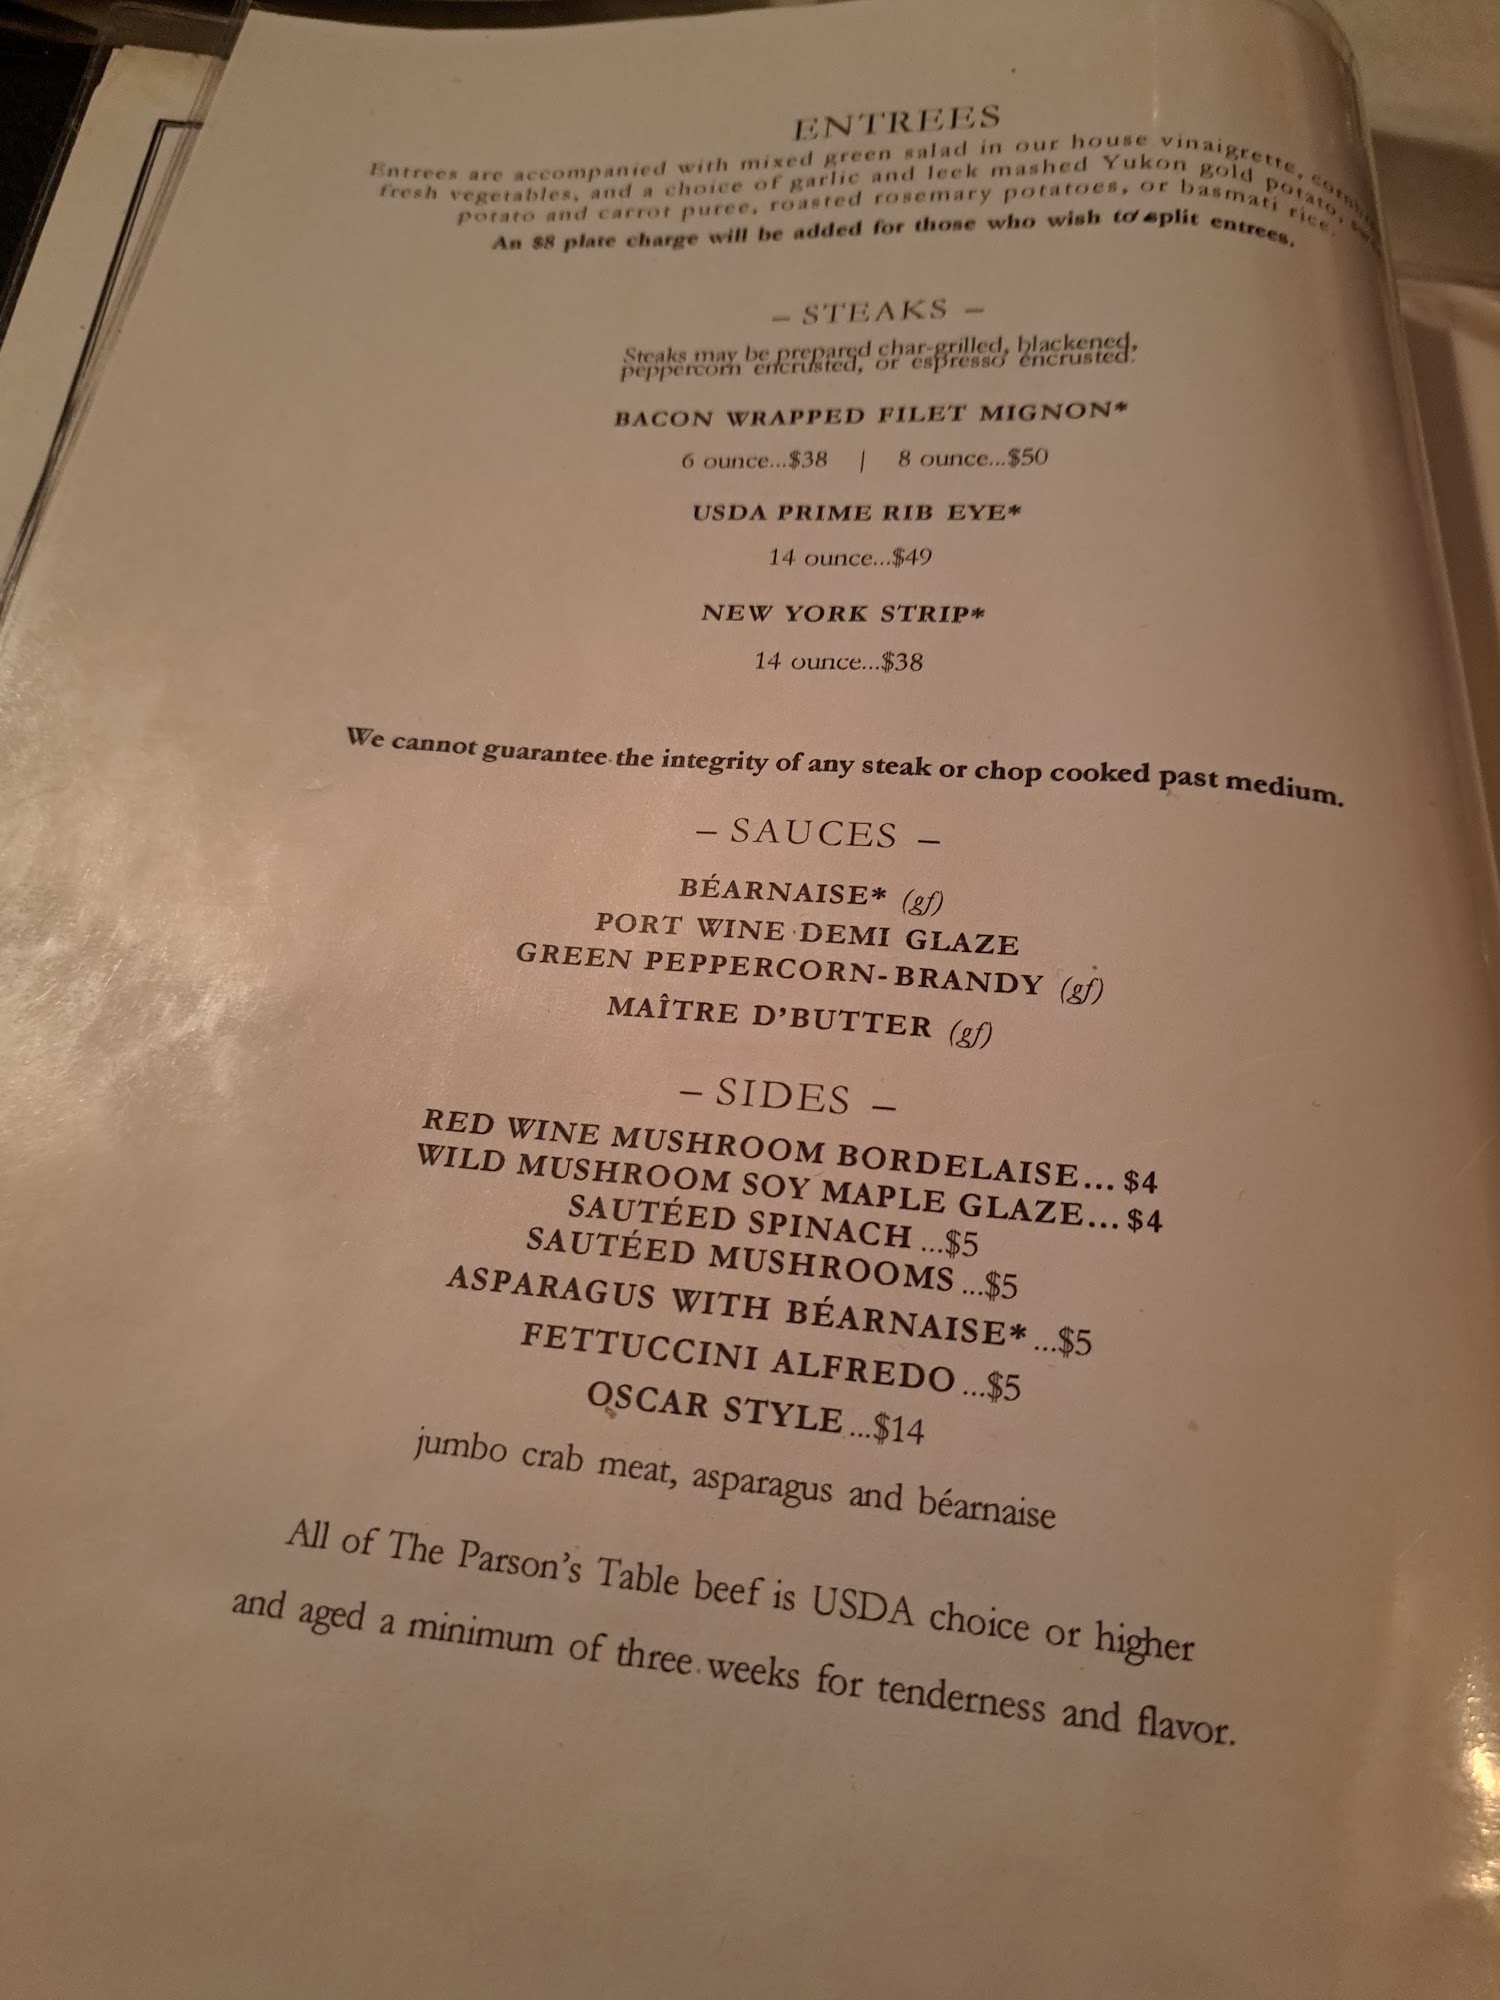 ENTREES
Entrees are accompanied with mixed green salad in our house vinaigrette,
fresh vegetables, and a choice of garlic and leek mashed Yukon gold potato,
potato and carrot puree, roasted rosemary potatoes, or basmati rice.
An $8 plate charge will be added for those who wish to split entrees.
– STEAKS –
Steaks may be prepared char-grilled, blackened,
peppercorn encrusted, or espresso encrusted.
BACON WRAPPED FILET MIGNON*
6 ounce...$38 | 8 ounce...$50
USDA PRIME RIB EYE*
14 ounce...$49
NEW YORK STRIP*
14 ounce...$38
We cannot guarantee the integrity of any steak or chop cooked past medium.
– SAUCES –
BÉARNAISE* (gf)
PORT WINE DEMI GLAZE
GREEN PEPPERCORN-BRANDY (gf)
MAÎTRE D’BUTTER (gf)
– SIDES –
RED WINE MUSHROOM BORDELAISE... $4
WILD MUSHROOM SOY MAPLE GLAZE... $4
SAUTÉED SPINACH ...$5
SAUTÉED MUSHROOMS ...$5
ASPARAGUS WITH BÉARNAISE* ...$5
FETTUCCINI ALFREDO ...$5
OSCAR STYLE ...$14
jumbo crab meat, asparagus and béarnaise
All of The Parson’s Table beef is USDA choice or higher
and aged a minimum of three weeks for tenderness and flavor.